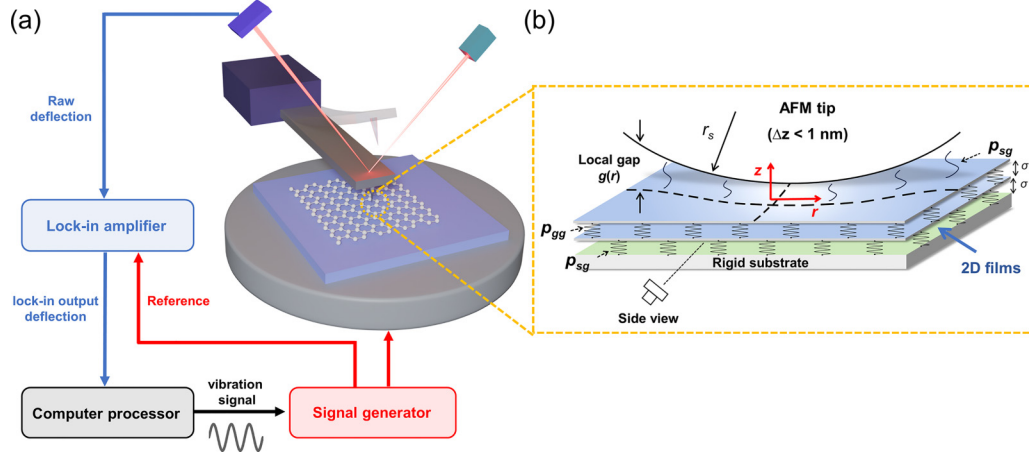 (a)
Raw
deflection
Lock-in amplifier
lock-in output
deflection
Reference
Computer processor
vibration
signal
Signal generator
(b)
AFM tip
(Δz < 1 nm)
r_s
Local gap
g(r)
z
r
p_sg
σ
σ
p_gg
p_sg
Rigid substrate
2D films
Side view